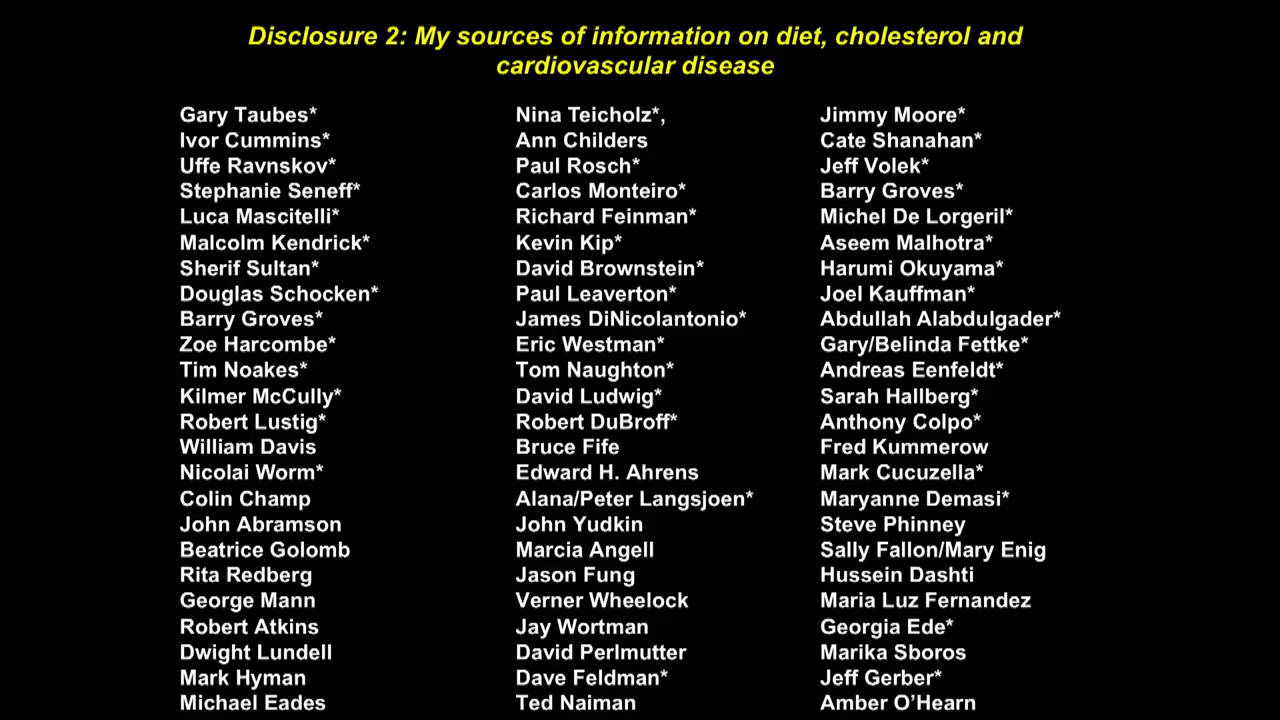 Disclosure 2: My sources of information on diet, cholesterol and
cardiovascular disease
Gary Taubes*
Ivor Cummins*
Uffe Ravnskov*
Stephanie Seneff*
Luca Mascitelli*
Malcolm Kendrick*
Sherif Sultan*
Douglas Schocken*
Barry Groves*
Zoe Harcombe*
Tim Noakes*
Kilmer McCully*
Robert Lustig*
William Davis
Nicolai Worm*
Colin Champ
John Abramson
Beatrice Golomb
Rita Redberg
George Mann
Robert Atkins
Dwight Lundell
Mark Hyman
Michael Eades
Nina Teicholz*,
Ann Childers
Paul Rosch*
Carlos Monteiro*
Richard Feinman*
Kevin Kip*
David Brownstein*
Paul Leaverton*
James DiNicolantonio*
Eric Westman*
Tom Naughton*
David Ludwig*
Robert DuBroff*
Bruce Fife
Edward H. Ahrens
Alana/Peter Langsjoen*
John Yudkin
Marcia Angell
Jason Fung
Verner Wheelock
Jay Wortman
David Perlmutter
Dave Feldman*
Ted Naiman
Jimmy Moore*
Cate Shanahan*
Jeff Volek*
Barry Groves*
Michel De Lorgeril*
Aseem Malhotra*
Harumi Okuyama*
Joel Kauffman*
Abdullah Alabdulgader*
Gary/Belinda Fettke*
Andreas Eenfeldt*
Sarah Hallberg*
Anthony Colpo*
Fred Kummerow
Mark Cucuzella*
Maryanne Demasi*
Steve Phinney
Sally Fallon/Mary Enig
Hussein Dashti
Maria Luz Fernandez
Georgia Ede*
Marika Sboros
Jeff Gerber*
Amber O’Hearn